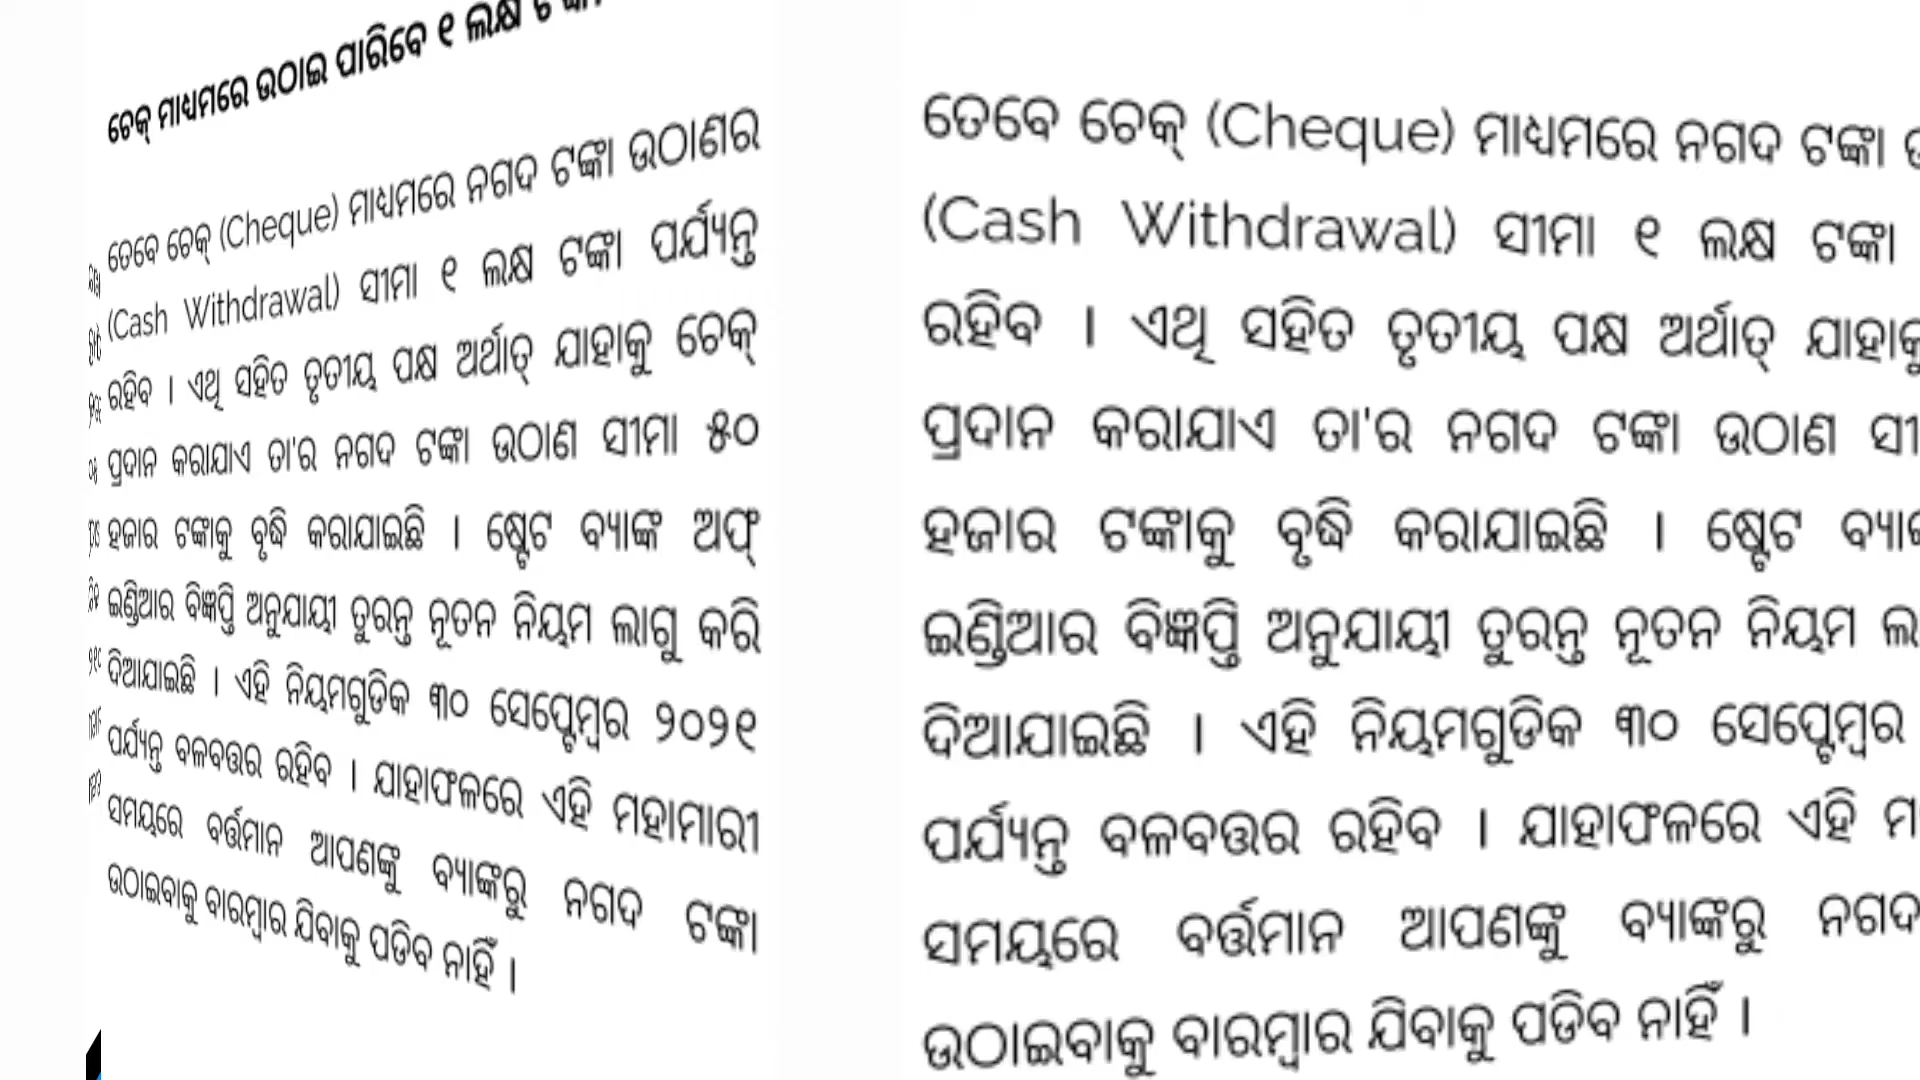 ଚେକ୍ ମାଧ୍ୟମରେ ଉଠାଇ ପାରିବେ ୧ ଲକ୍ଷ
ତେବେ ଚେକ୍ (Cheque) ମାଧ୍ୟମରେ ନଗଦ ଟଙ୍କା ଉଠାଣର
(Cash Withdrawal) ସୀମା ୧ ଲକ୍ଷ ଟଙ୍କା ପର୍ଯ୍ୟନ୍ତ
ରହିବ । ଏଥି ସହିତ ତୃତୀୟ ପକ୍ଷ ଅର୍ଥାତ୍ ଯାହାକୁ ଚେକ୍
ପ୍ରଦାନ କରାଯାଏ ତା'ର ନଗଦ ଟଙ୍କା ଉଠାଣ ସୀମା ୫୦
ହଜାର ଟଙ୍କାକୁ ବୃଦ୍ଧି କରାଯାଇଛି । ଷ୍ଟେଟ ବ୍ୟାଙ୍କ ଅଫ୍
ଇଣ୍ଡିଆର ବିଜ୍ଞପ୍ତି ଅନୁଯାୟୀ ତୁରନ୍ତ ନୂତନ ନିୟମ ଲାଗୁ କରି
ଦିଆଯାଇଛି । ଏହି ନିୟମଗୁଡିକ ୩୦ ସେପ୍ଟେମ୍ବର ୨୦୨୧
ପର୍ଯ୍ୟନ୍ତ ବଳବତ୍ତର ରହିବ । ଯାହାଫଳରେ ଏହି ମହାମାରୀ
ସମୟରେ ବର୍ତ୍ତମାନ ଆପଣଙ୍କୁ ବ୍ୟାଙ୍କରୁ ନଗଦ ଟଙ୍କା
ଉଠାଇବାକୁ ବାରମ୍ବାର ଯିବାକୁ ପଡିବ ନାହିଁ ।
ତେବେ ଚେକ୍ (Cheque) ମାଧ୍ୟମରେ ନଗଦ ଟଙ୍କା
(Cash Withdrawal) ସୀମା ୧ ଲକ୍ଷ ଟଙ୍କା
ରହିବ । ଏଥି ସହିତ ତୃତୀୟ ପକ୍ଷ ଅର୍ଥାତ୍ ଯାହାକୁ
ପ୍ରଦାନ କରାଯାଏ ତା'ର ନଗଦ ଟଙ୍କା ଉଠାଣ
ହଜାର ଟଙ୍କାକୁ ବୃଦ୍ଧି କରାଯାଇଛି । ଷ୍ଟେଟ
ଇଣ୍ଡିଆର ବିଜ୍ଞପ୍ତି ଅନୁଯାୟୀ ତୁରନ୍ତ ନୂତନ ନିୟମ
ଦିଆଯାଇଛି । ଏହି ନିୟମଗୁଡିକ ୩୦ ସେପ୍ଟେମ୍ବର
ପର୍ଯ୍ୟନ୍ତ ବଳବତ୍ତର ରହିବ । ଯାହାଫଳରେ ଏହି
ସମୟରେ ବର୍ତ୍ତମାନ ଆପଣଙ୍କୁ ବ୍ୟାଙ୍କରୁ ନଗଦ
ଉଠାଇବାକୁ ବାରମ୍ବାର ଯିବାକୁ ପଡିବ ନାହିଁ ।